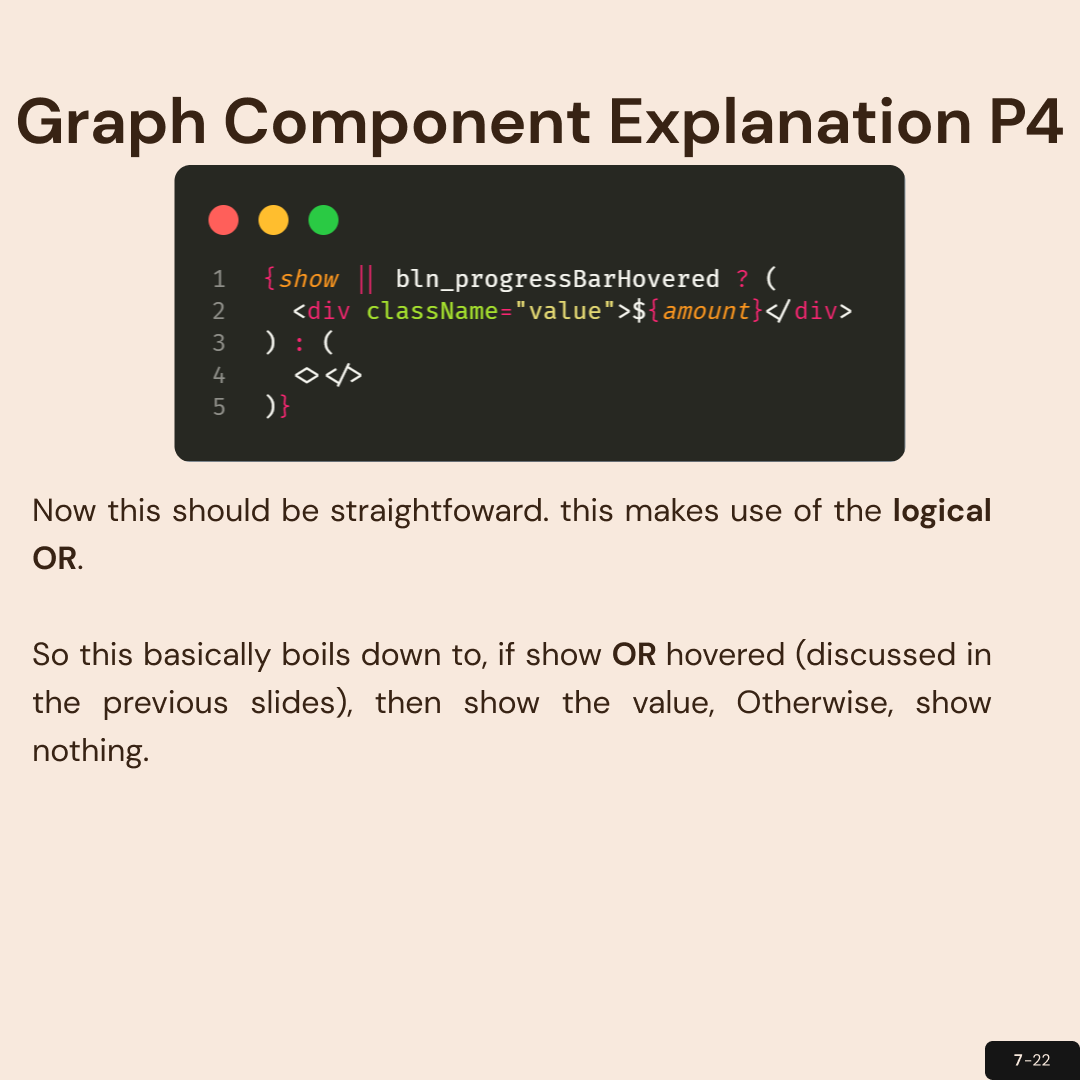 Graph Component Explanation P4
1 {show || bln_progressBarHovered ? (
2 <div className="value">${amount}</div>
3 ) : (
4 <></>
5 )}
Now this should be straightfoward. this makes use of the logical
OR.
So this basically boils down to, if show OR hovered (discussed in
the previous slides), then show the value, Otherwise, show
nothing.
7-22